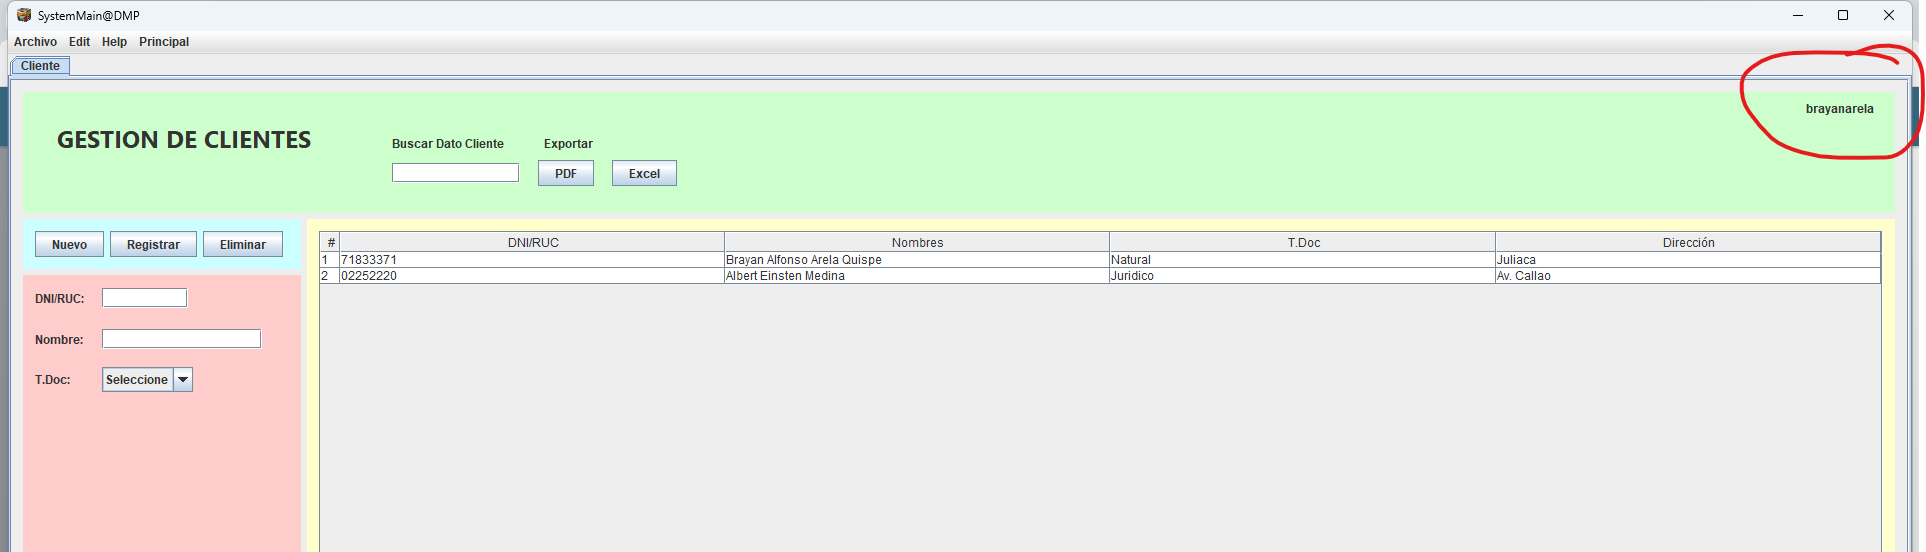 SystemMain@DMP
Archivo Edit Help Principal
Cliente
brayanarela
GESTION DE CLIENTES
Buscar Dato Cliente Exportar
PDF Excel
Nuevo Registrar Eliminar
# DNI/RUC Nombres T.Doc Dirección
1 71833371 Brayan Alfonso Arela Quispe Natural Juliaca
2 02252220 Albert Einsten Medina Juridico Av. Callao
DNI/RUC:
Nombre:
T.Doc: Seleccione